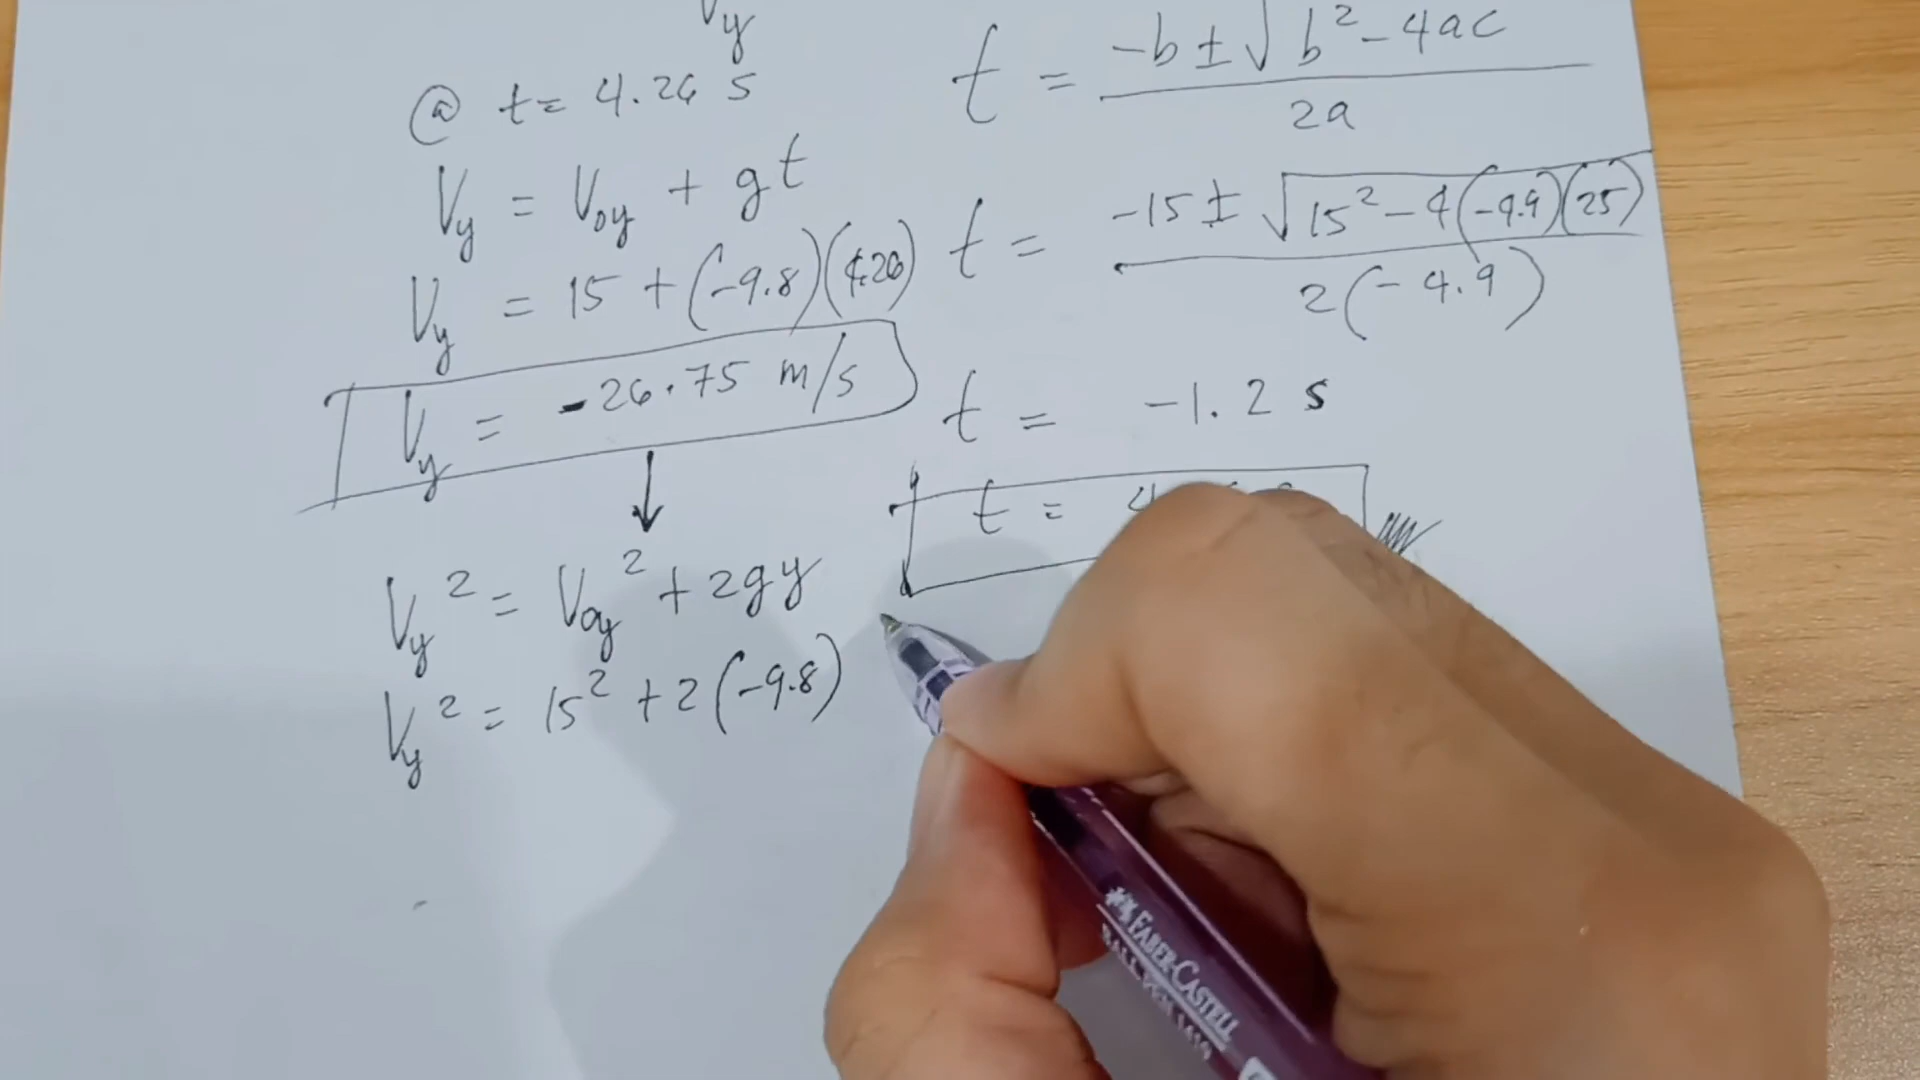 Vy
@ t = 4.26 s
Vy = Voy + gt
Vy = 15 + (-9.8)(4.26)
Vy = -26.75 m/s
Vy² = Voy² + 2gy
Vy² = 15² + 2(-9.8)
t = -b ± √b² - 4ac
2a
t = -15 ± √15² - 4(-4.9)(25)
2(-4.9)
t = -1.2 s
t = 4
FABER-CASTELL